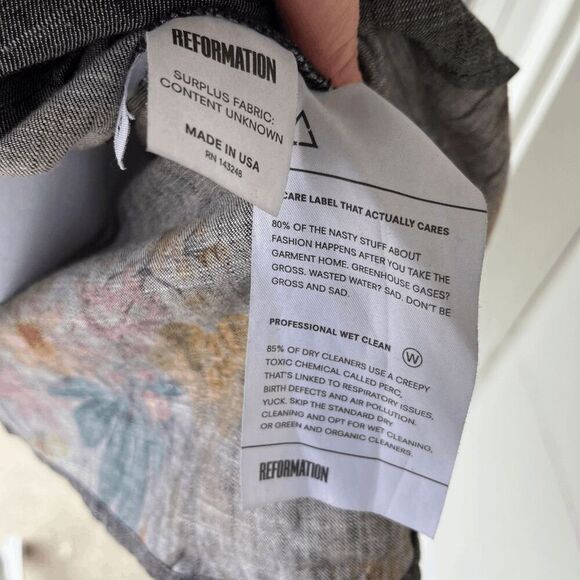 REFORMATION
SURPLUS FABRIC:
CONTENT UNKNOWN
MADE IN USA
RN 143248
CARE LABEL THAT ACTUALLY CARES
80% OF THE NASTY STUFF ABOUT
FASHION HAPPENS AFTER YOU TAKE THE
GARMENT HOME. GREENHOUSE GASES?
GROSS. WASTED WATER? SAD. DON'T BE
GROSS AND SAD.
PROFESSIONAL WET CLEAN W
85% OF DRY CLEANERS USE A CREEPY
TOXIC CHEMICAL CALLED PERC,
THAT'S LINKED TO RESPIRATORY ISSUES,
BIRTH DEFECTS AND AIR POLLUTION.
YUCK. SKIP THE STANDARD DRY
CLEANING AND OPT FOR WET CLEANING,
OR GREEN AND ORGANIC CLEANERS.
REFORMATION